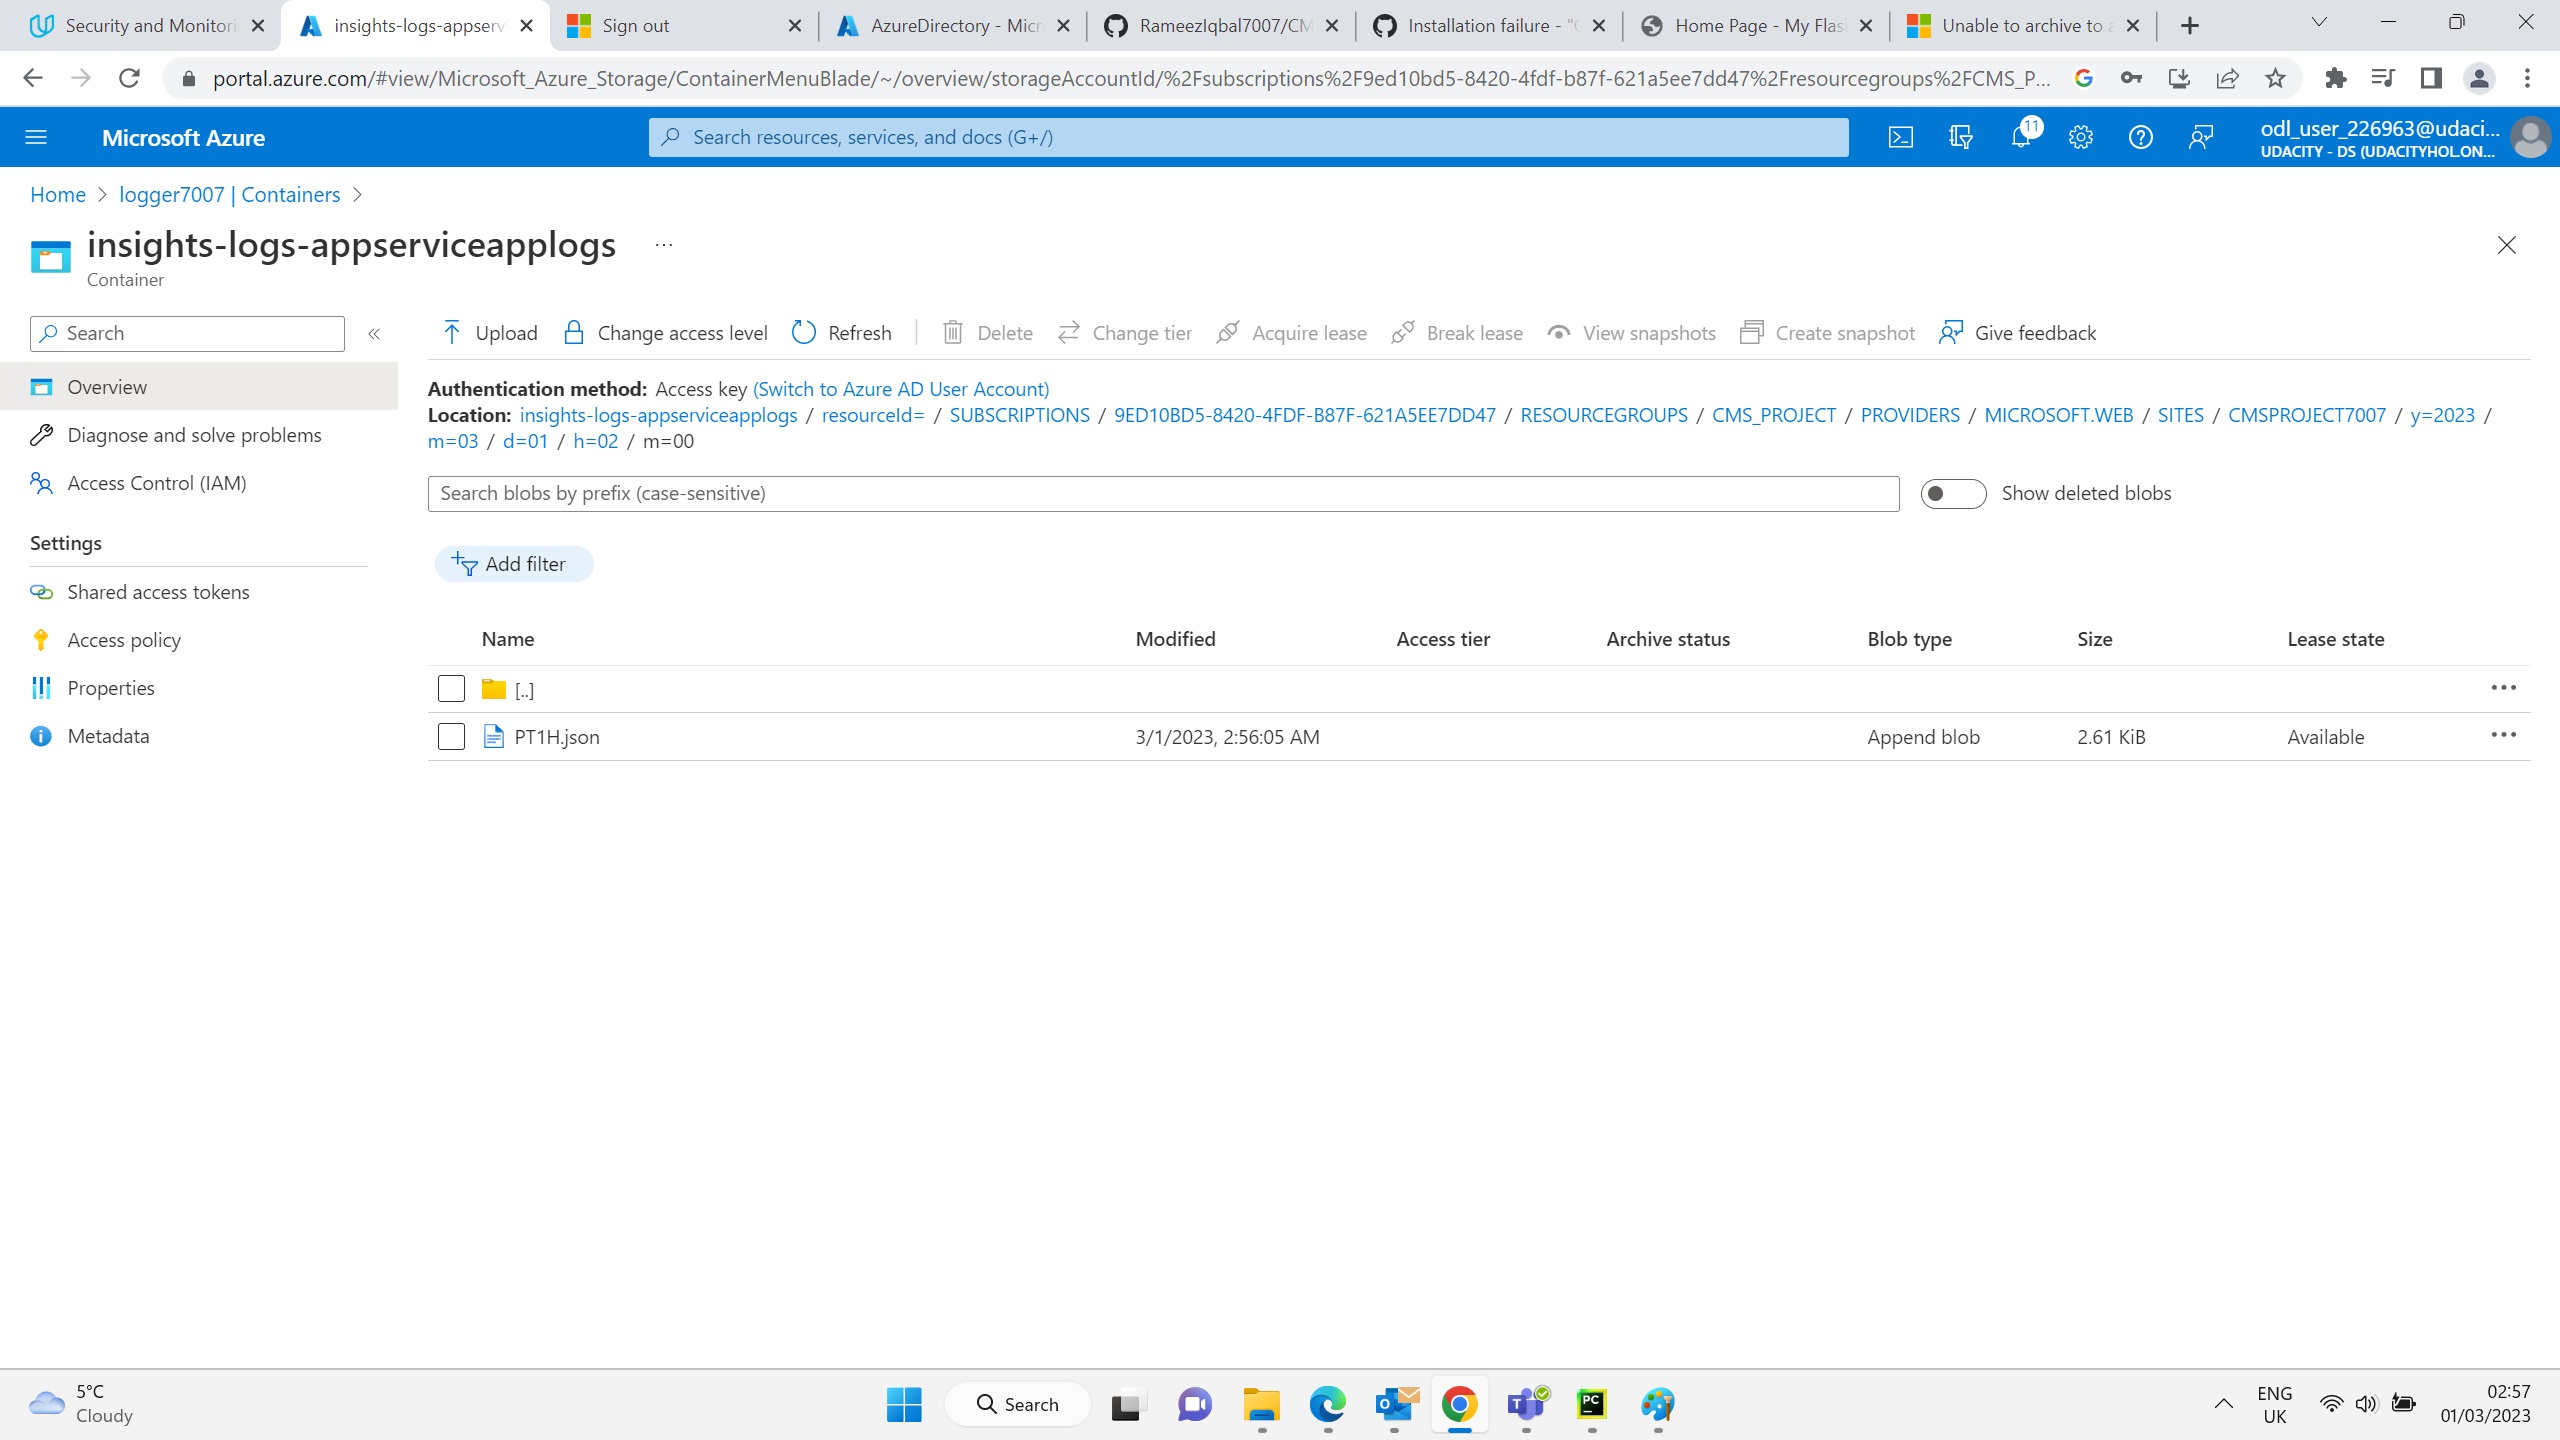 Security and Monitori
insights-logs-appserv
Sign out
AzureDirectory - Micr
RameezIqbal7007/CM
Installation failure - "
Home Page - My Flas
Unable to archive to a
portal.azure.com/#view/Microsoft_Azure_Storage/ContainerMenuBlade/~/overview/storageAccountId/%2Fsubscriptions%2F9ed10bd5-8420-4fdf-b87f-621a5ee7dd47%2Fresourcegroups%2FCMS_P...
Microsoft Azure
Search resources, services, and docs (G+/)
11
odl_user_226963@udaci...
UDACITY - DS (UDACITYHOL.ON...
Home > logger7007 | Containers >
insights-logs-appserviceapplogs ...
Container
Search
«
Upload Change access level Refresh Delete Change tier Acquire lease Break lease View snapshots Create snapshot Give feedback
Overview
Diagnose and solve problems
Access Control (IAM)
Settings
Shared access tokens
Access policy
Properties
Metadata
Authentication method: Access key (Switch to Azure AD User Account)
Location: insights-logs-appserviceapplogs / resourceId= / SUBSCRIPTIONS / 9ED10BD5-8420-4FDF-B87F-621A5EE7DD47 / RESOURCEGROUPS / CMS_PROJECT / PROVIDERS / MICROSOFT.WEB / SITES / CMSPROJECT7007 / y=2023 /
m=03 / d=01 / h=02 / m=00
Search blobs by prefix (case-sensitive)
Show deleted blobs
Add filter
Name Modified Access tier Archive status Blob type Size Lease state
[..]
PT1H.json 3/1/2023, 2:56:05 AM Append blob 2.61 KiB Available
5°C
Cloudy
Search
ENG
UK
02:57
01/03/2023